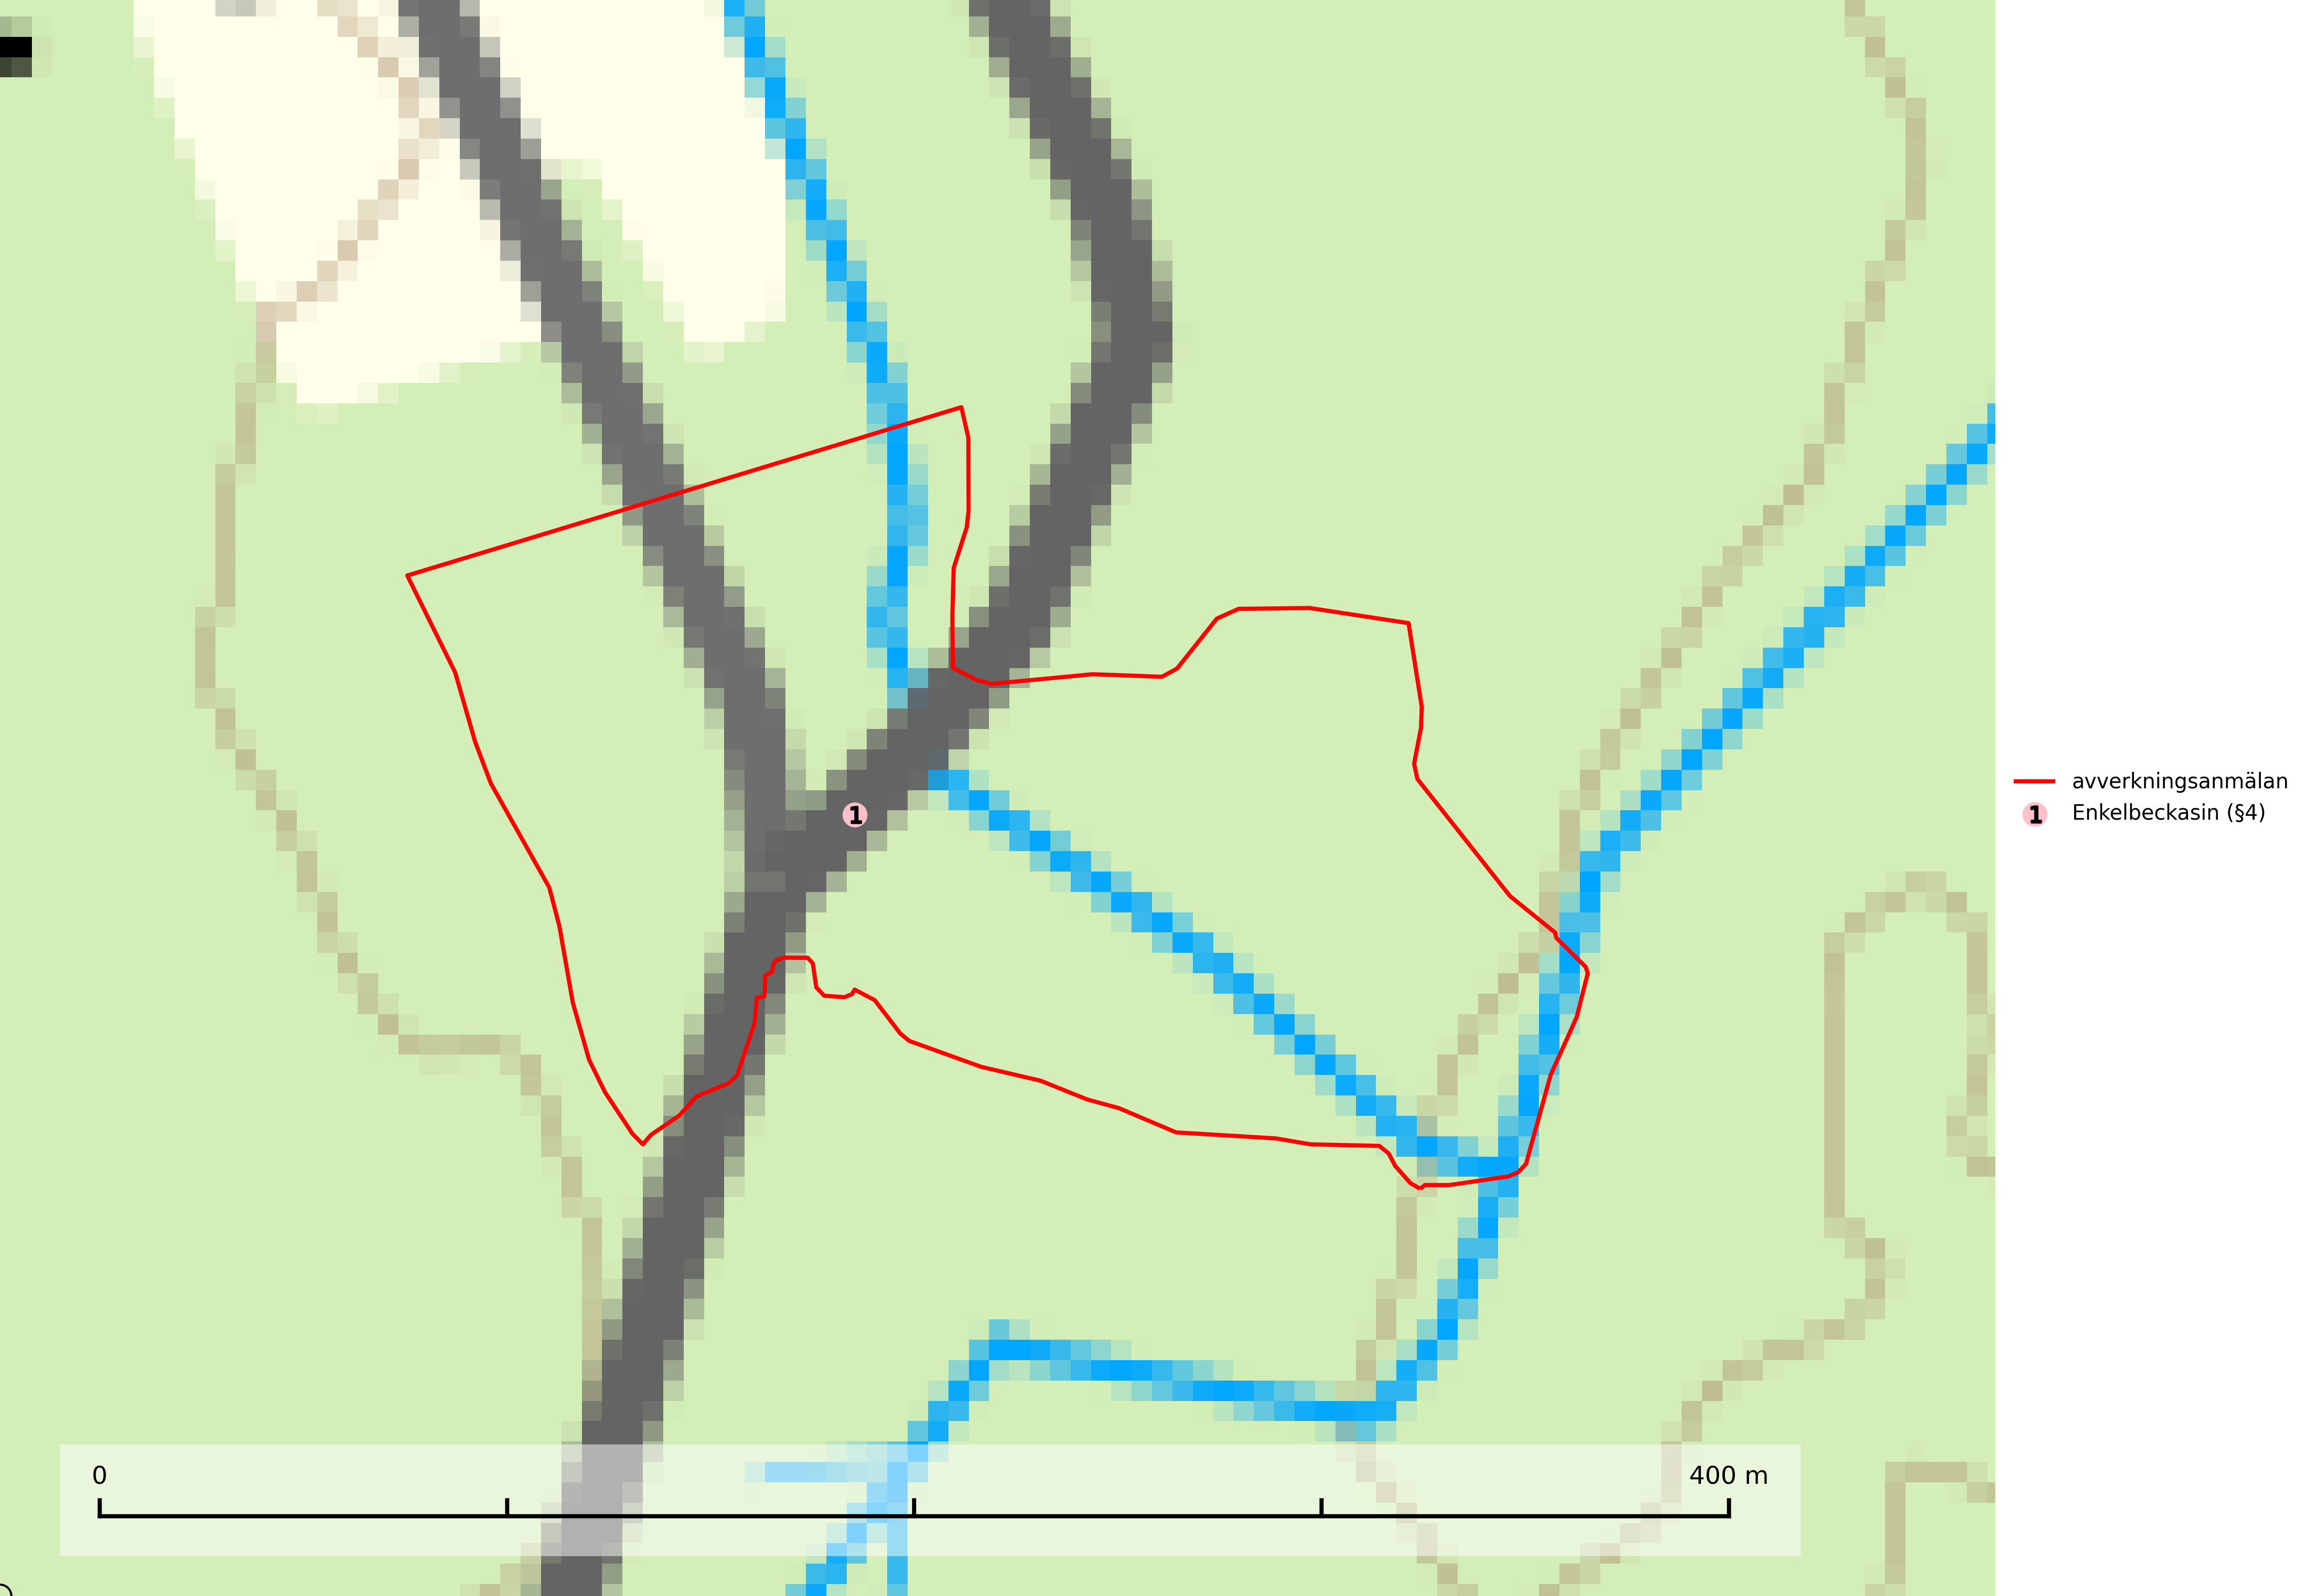 1
avverkningsanmälan
1 Enkelbeckasin (§4)
0 400 m